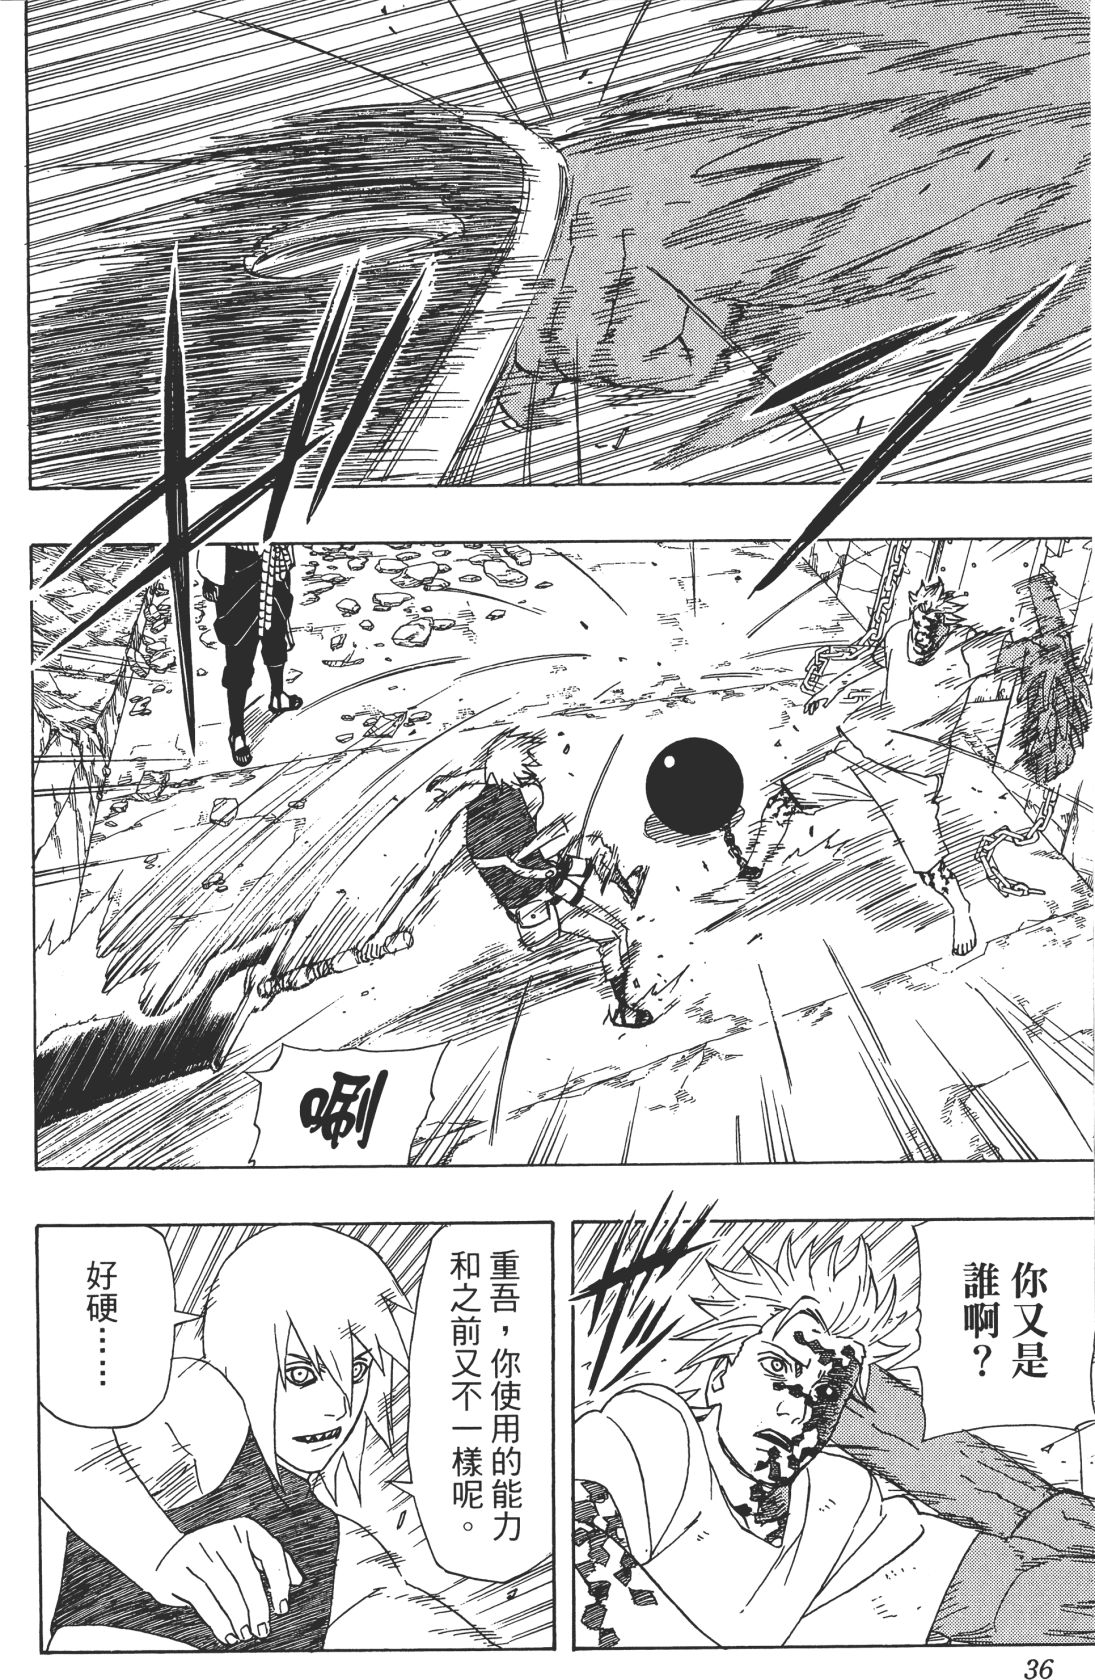 唰
你又是
誰啊？
重吾，你使用的能力
和之前又不一樣呢。
好硬……
36